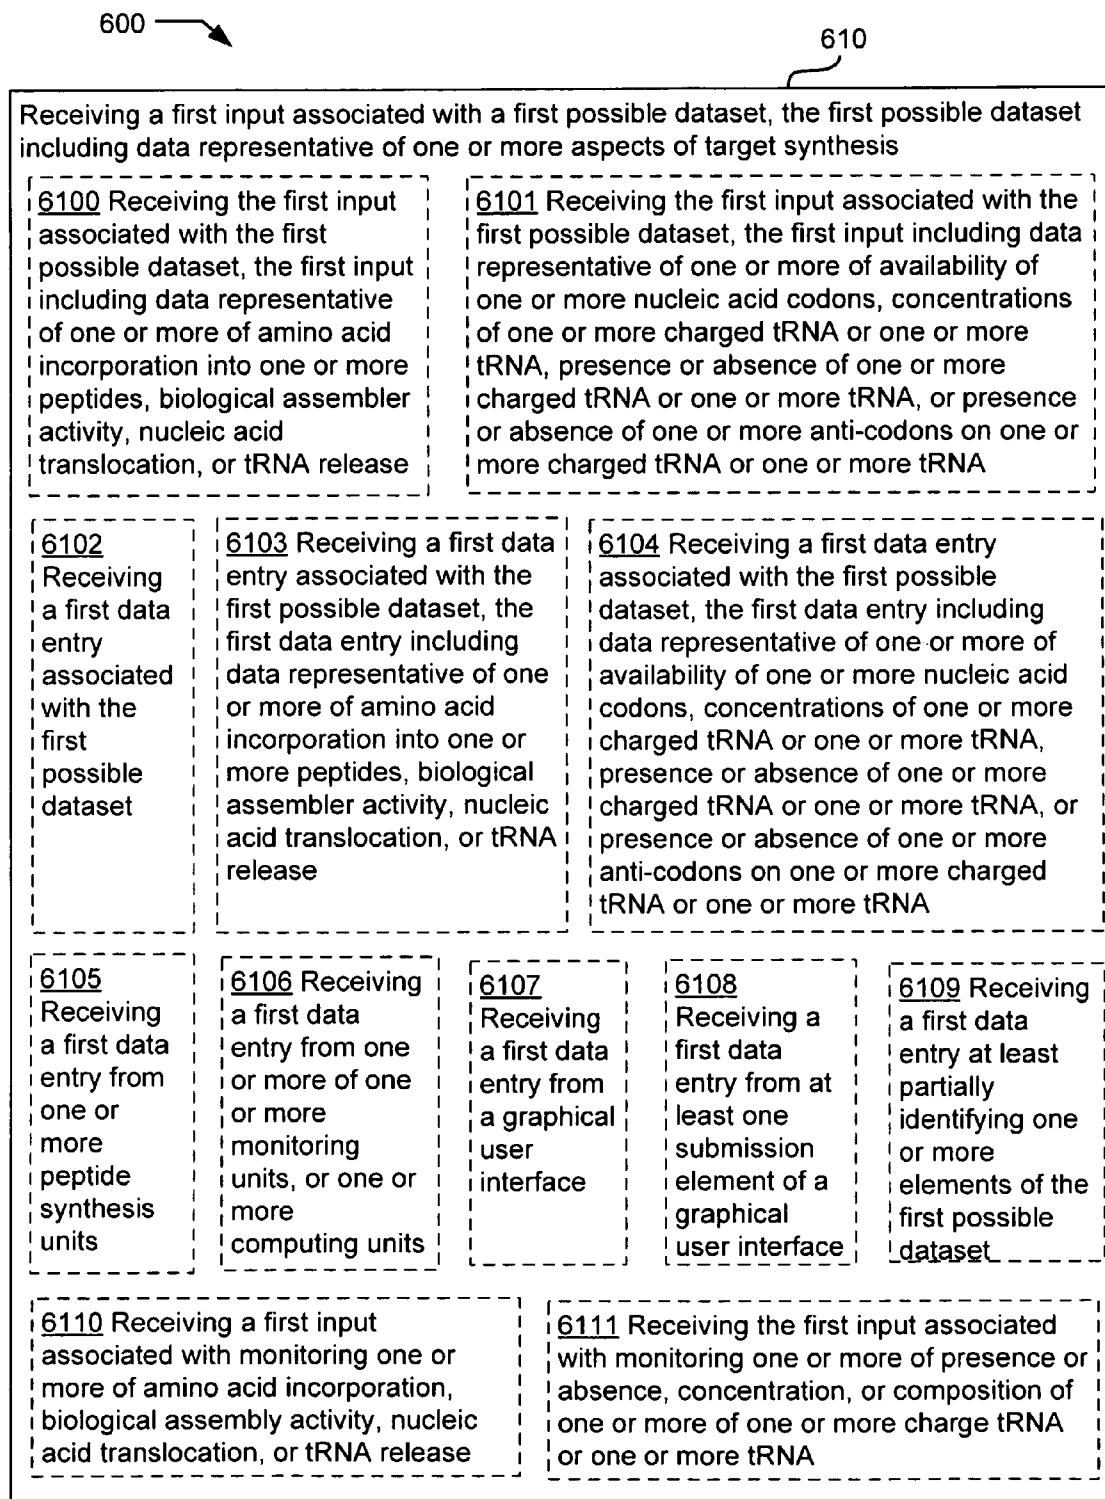 600
610
Receiving a first input associated with a first possible dataset, the first possible dataset
including data representative of one or more aspects of target synthesis
6100 Receiving the first input
associated with the first
possible dataset, the first input
including data representative
of one or more of amino acid
incorporation into one or more
peptides, biological assembler
activity, nucleic acid
translocation, or tRNA release
6101 Receiving the first input associated with the
first possible dataset, the first input including data
representative of one or more of availability of
one or more nucleic acid codons, concentrations
of one or more charged tRNA or one or more
tRNA, presence or absence of one or more
charged tRNA or one or more tRNA, or presence
or absence of one or more anti-codons on one or
more charged tRNA or one or more tRNA
6102
Receiving
a first data
entry
associated
with the
first
possible
dataset
6103 Receiving a first data
entry associated with the
first possible dataset, the
first data entry including
data representative of one
or more of amino acid
incorporation into one or
more peptides, biological
assembler activity, nucleic
acid translocation, or tRNA
release
6104 Receiving a first data entry
associated with the first possible
dataset, the first data entry including
data representative of one or more of
availability of one or more nucleic acid
codons, concentrations of one or more
charged tRNA or one or more tRNA,
presence or absence of one or more
charged tRNA or one or more tRNA, or
presence or absence of one or more
anti-codons on one or more charged
tRNA or one or more tRNA
6105
Receiving
a first data
entry from
one or
more
peptide
synthesis
units
6106 Receiving
a first data
entry from one
or more of one
or more
monitoring
units, or one or
more
computing units
6107
Receiving
a first data
entry from
a graphical
user
interface
6108
Receiving a
first data
entry from at
least one
submission
element of a
graphical
user interface
6109 Receiving
a first data
entry at least
partially
identifying one
or more
elements of the
first possible
dataset
6110 Receiving a first input
associated with monitoring one or
more of amino acid incorporation,
biological assembly activity, nucleic
acid translocation, or tRNA release
6111 Receiving the first input associated
with monitoring one or more of presence or
absence, concentration, or composition of
one or more of one or more charge tRNA
or one or more tRNA